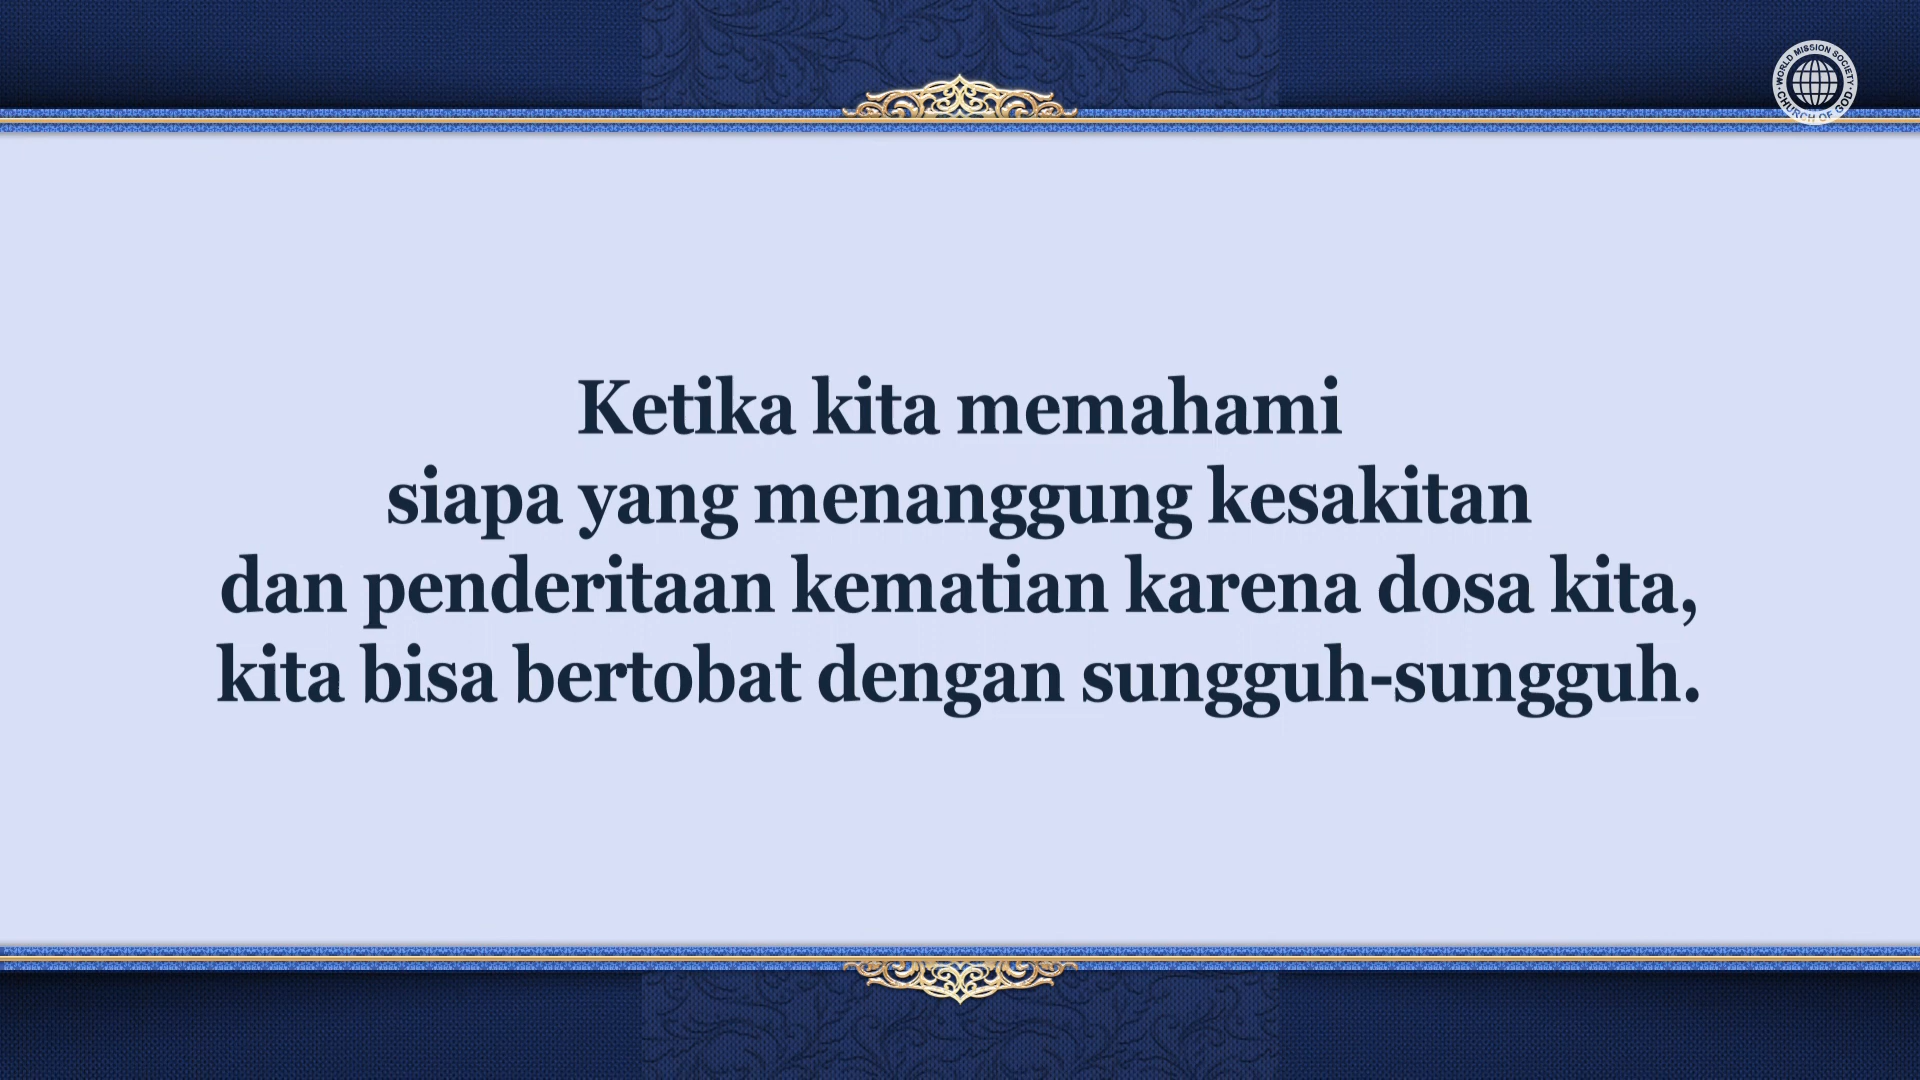 WORLD MISSION SOCIETY
CHURCH OF GOD
Ketika kita memahami
siapa yang menanggung kesakitan
dan penderitaan kematian karena dosa kita,
kita bisa bertobat dengan sungguh-sungguh.